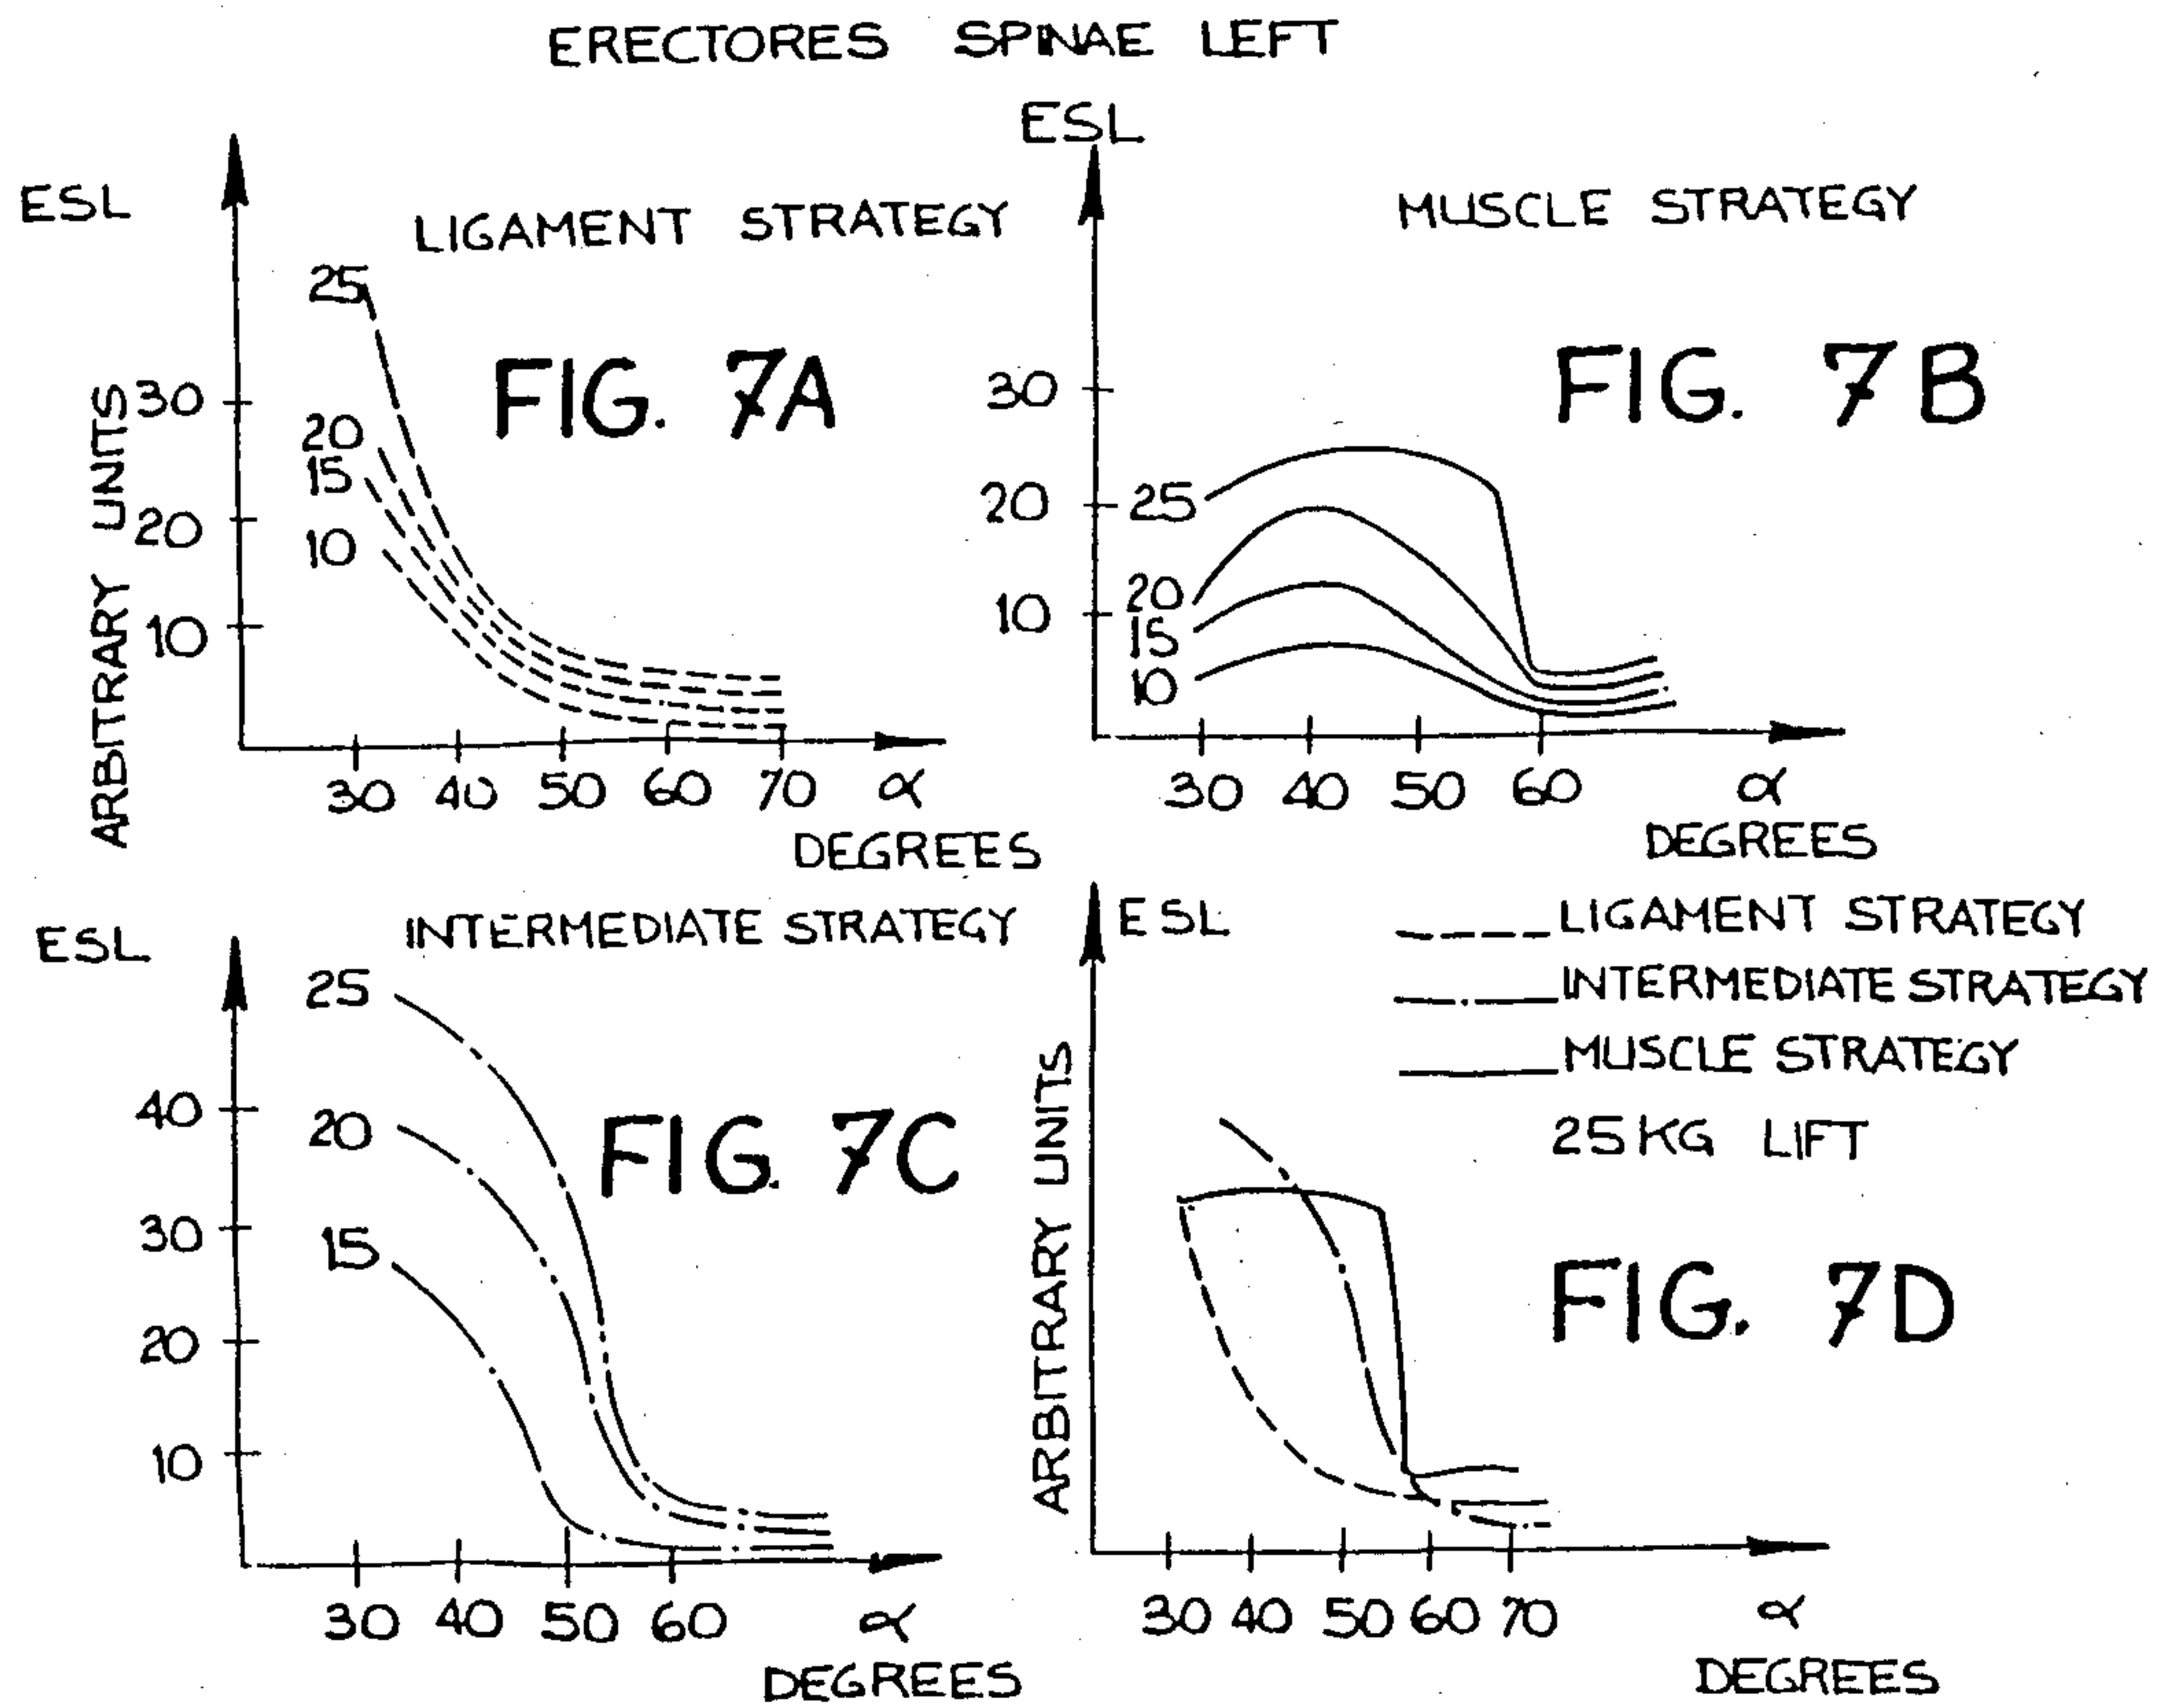 ERECTORES SPINAE LEFT
ESL
LIGAMENT STRATEGY
FIG. 7A
ARBITRARY UNITS
30
20
10
25
20
15
10
30 40 50 60 70 α
DEGREES
ESL
MUSCLE STRATEGY
FIG. 7B
30
20
10
25
20
15
10
30 40 50 60 α
DEGREES
ESL
INTERMEDIATE STRATEGY
FIG. 7C
40
30
20
10
25
20
15
30 40 50 60 α
DEGREES
ESL
LIGAMENT STRATEGY
INTERMEDIATE STRATEGY
MUSCLE STRATEGY
25KG LIFT
FIG. 7D
ARBITRARY UNITS
30 40 50 60 70 α
DEGREES